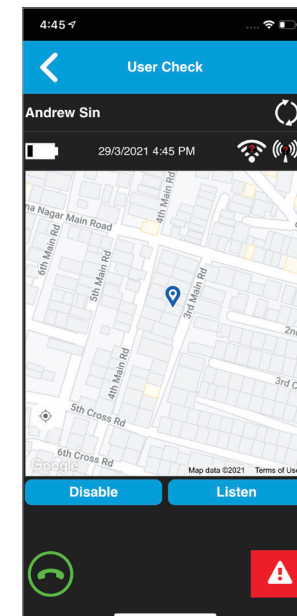 4:45
User Check
Andrew Sin
29/3/2021 4:45 PM
4th Main Rd
na Nagar Main Road
6th Main Rd
5th Main Rd
3rd Main Rd
4th Main Rd
2n
3rd C
5th Cross Rd
6th Cross Rd
Google
Map data ©2021 Terms of Use
Disable
Listen